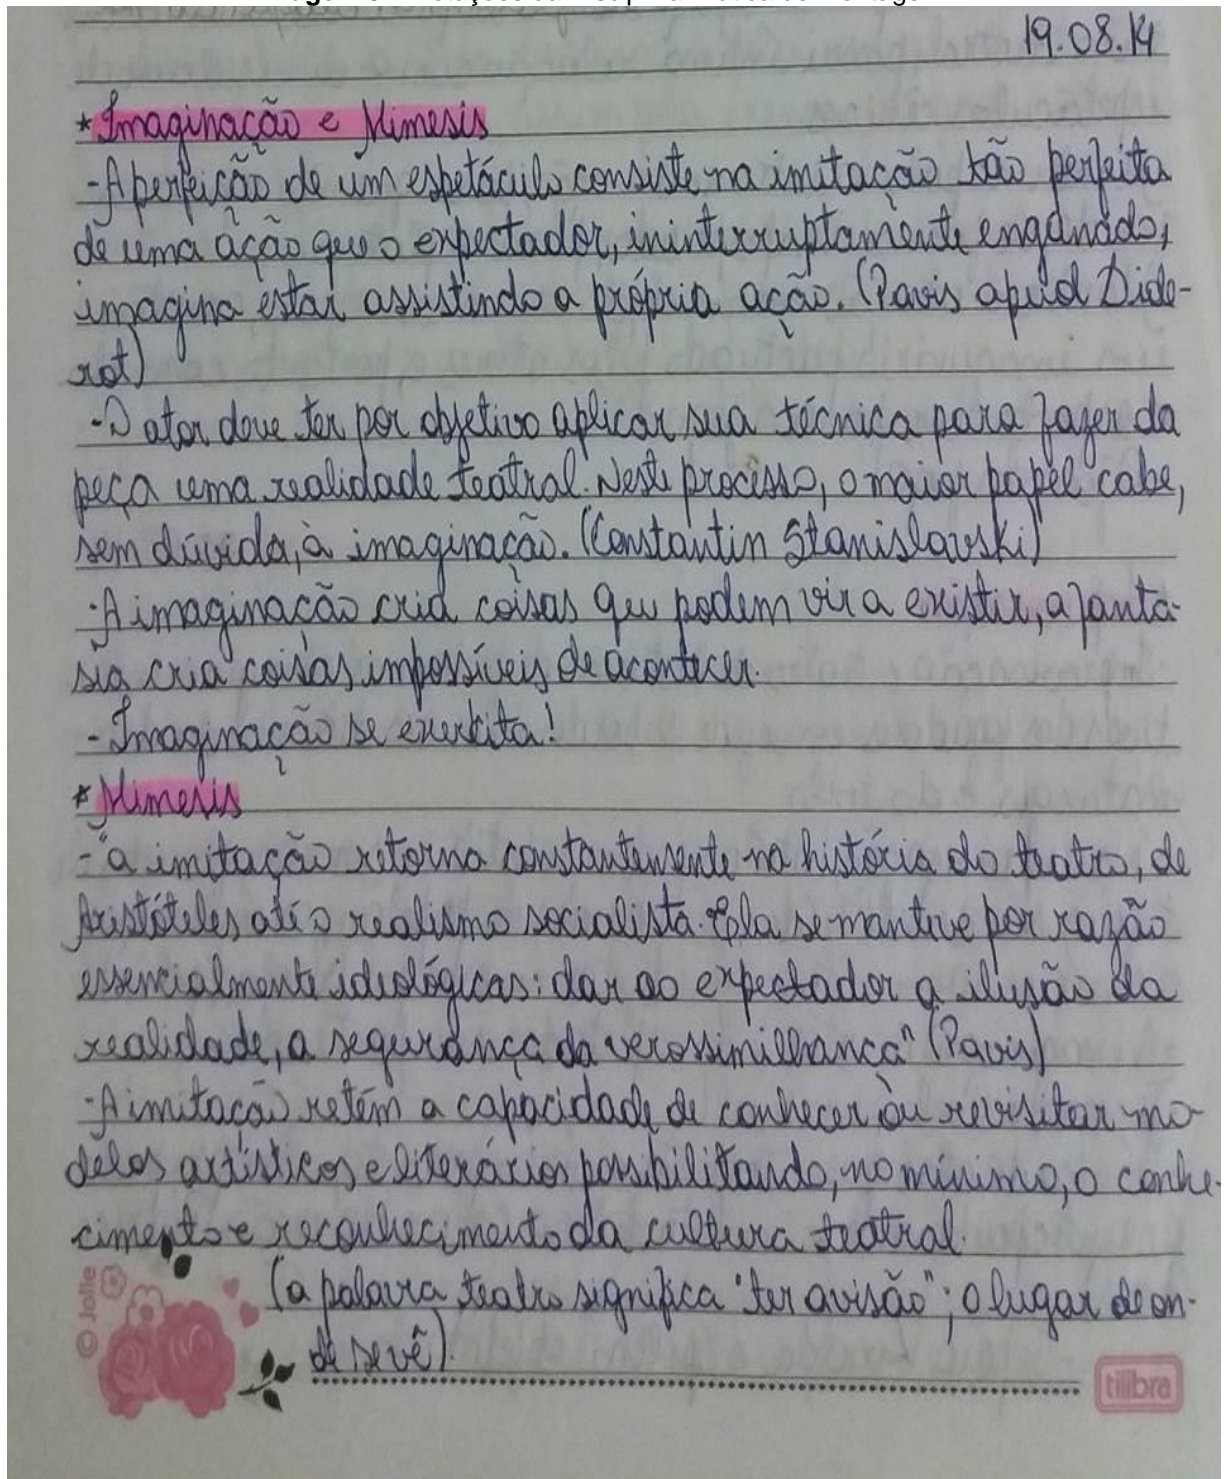 19.08.14
* Imaginação e Mimesis
- A perfeição de um espetáculo consiste na imitação tão perfeita
de uma ação que o expectador, ininterruptamente enganado,
imagina estar assistindo a própria ação. (Pavis apud Dide-
rot)
- O ator deve ter por objetivo aplicar sua técnica para fazer da
peça uma realidade teatral. Neste processo, o maior papel cabe,
sem dúvida, à imaginação. (Constantin Stanislavski)
- A imaginação cria coisas que podem vir a existir, a fanta-
sia cria coisas impossíveis de acontecer.
- Imaginação se exercita!
* Mimesis
- "a imitação retorna constantemente na história do teatro, de
Aristóteles até o realismo socialista. Ela se mantive por razão
essencialmente ideológicas: dar ao expectador a ilusão da
realidade, a segurança da verossimilhança" (Pavis)
- A imitação retém a capacidade de conhecer ou revisitar mo-
delos artísticos e literários possibilitando, no mínimo, o conhe-
cimento e reconhecimento da cultura teatral.
(a palavra teatro significa "ter a visão"; o lugar de on-
de se vê).
© Jolie
tilibra